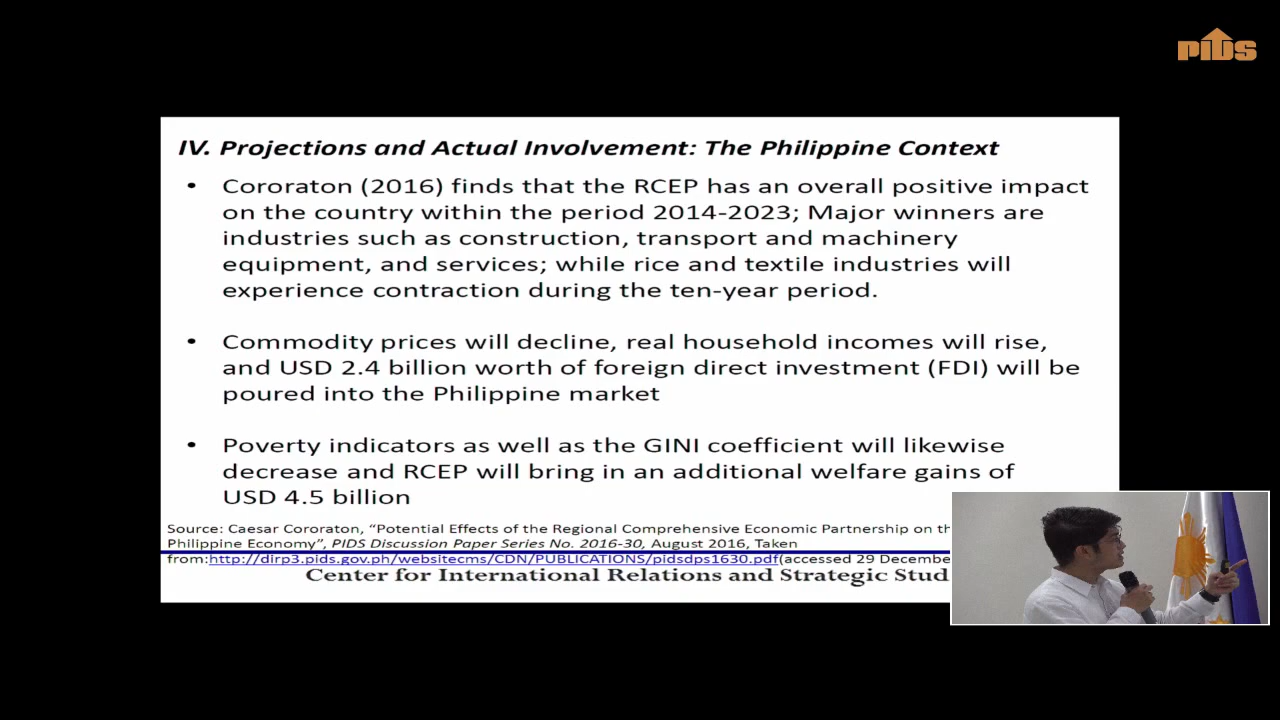 PIDS
IV. Projections and Actual Involvement: The Philippine Context
• Cororaton (2016) finds that the RCEP has an overall positive impact
on the country within the period 2014-2023; Major winners are
industries such as construction, transport and machinery
equipment, and services; while rice and textile industries will
experience contraction during the ten-year period.
• Commodity prices will decline, real household incomes will rise,
and USD 2.4 billion worth of foreign direct investment (FDI) will be
poured into the Philippine market
• Poverty indicators as well as the GINI coefficient will likewise
decrease and RCEP will bring in an additional welfare gains of
USD 4.5 billion
Source: Caesar Cororaton, “Potential Effects of the Regional Comprehensive Economic Partnership on
Philippine Economy”, PIDS Discussion Paper Series No. 2016-30, August 2016, Taken
from:http://dirp3.pids.gov.ph/websitecms/CDN/PUBLICATIONS/pidsdps1630.pdf(accessed 29
Center for International Relations and Strategic